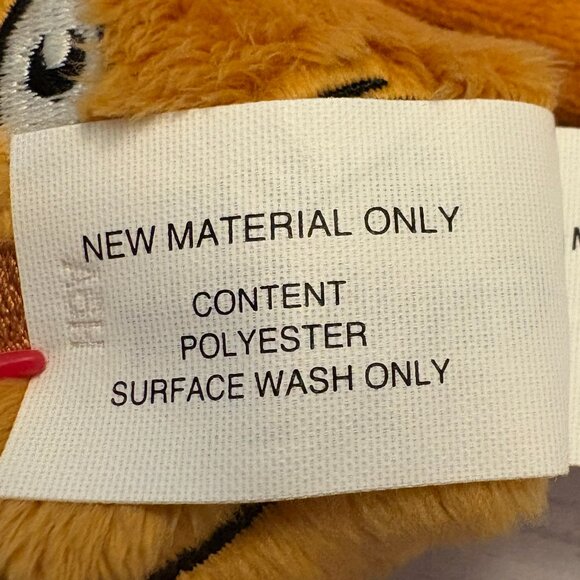 NEW MATERIAL ONLY
CONTENT
POLYESTER
SURFACE WASH ONLY